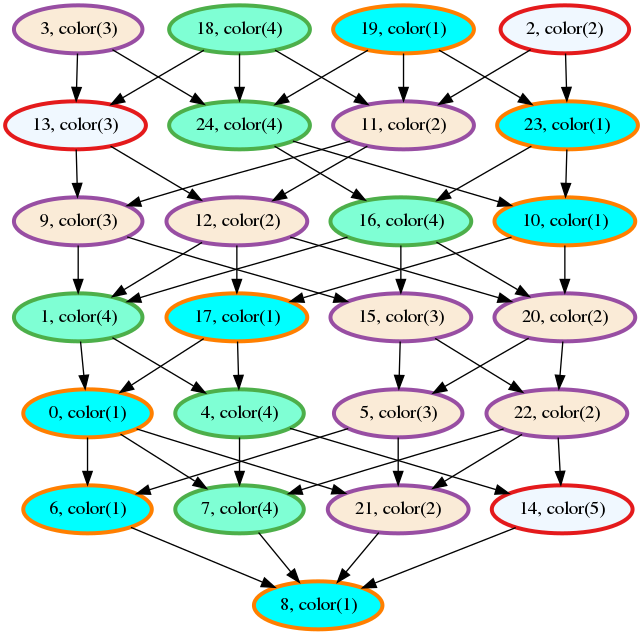 3, color(3)
18, color(4)
19, color(1)
2, color(2)
13, color(3)
24, color(4)
11, color(2)
23, color(1)
9, color(3)
12, color(2)
16, color(4)
10, color(1)
1, color(4)
17, color(1)
15, color(3)
20, color(2)
0, color(1)
4, color(4)
5, color(3)
22, color(2)
6, color(1)
7, color(4)
21, color(2)
14, color(5)
8, color(1)